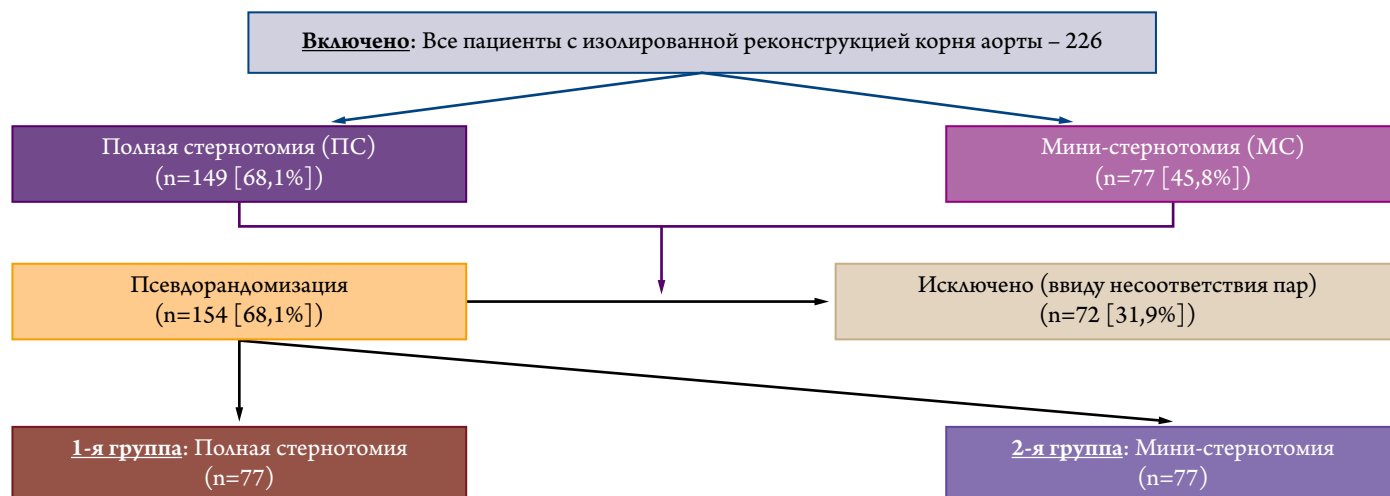 Включено: Все пациенты с изолированной реконструкцией корня аорты – 226
Полная стернотомия (ПС)
(n=149 [68,1%])
Мини-стернотомия (МС)
(n=77 [45,8%])
Псевдорандомизация
(n=154 [68,1%])
Исключено (ввиду несоответствия пар)
(n=72 [31,9%])
1-я группа: Полная стернотомия
(n=77)
2-я группа: Мини-стернотомия
(n=77)